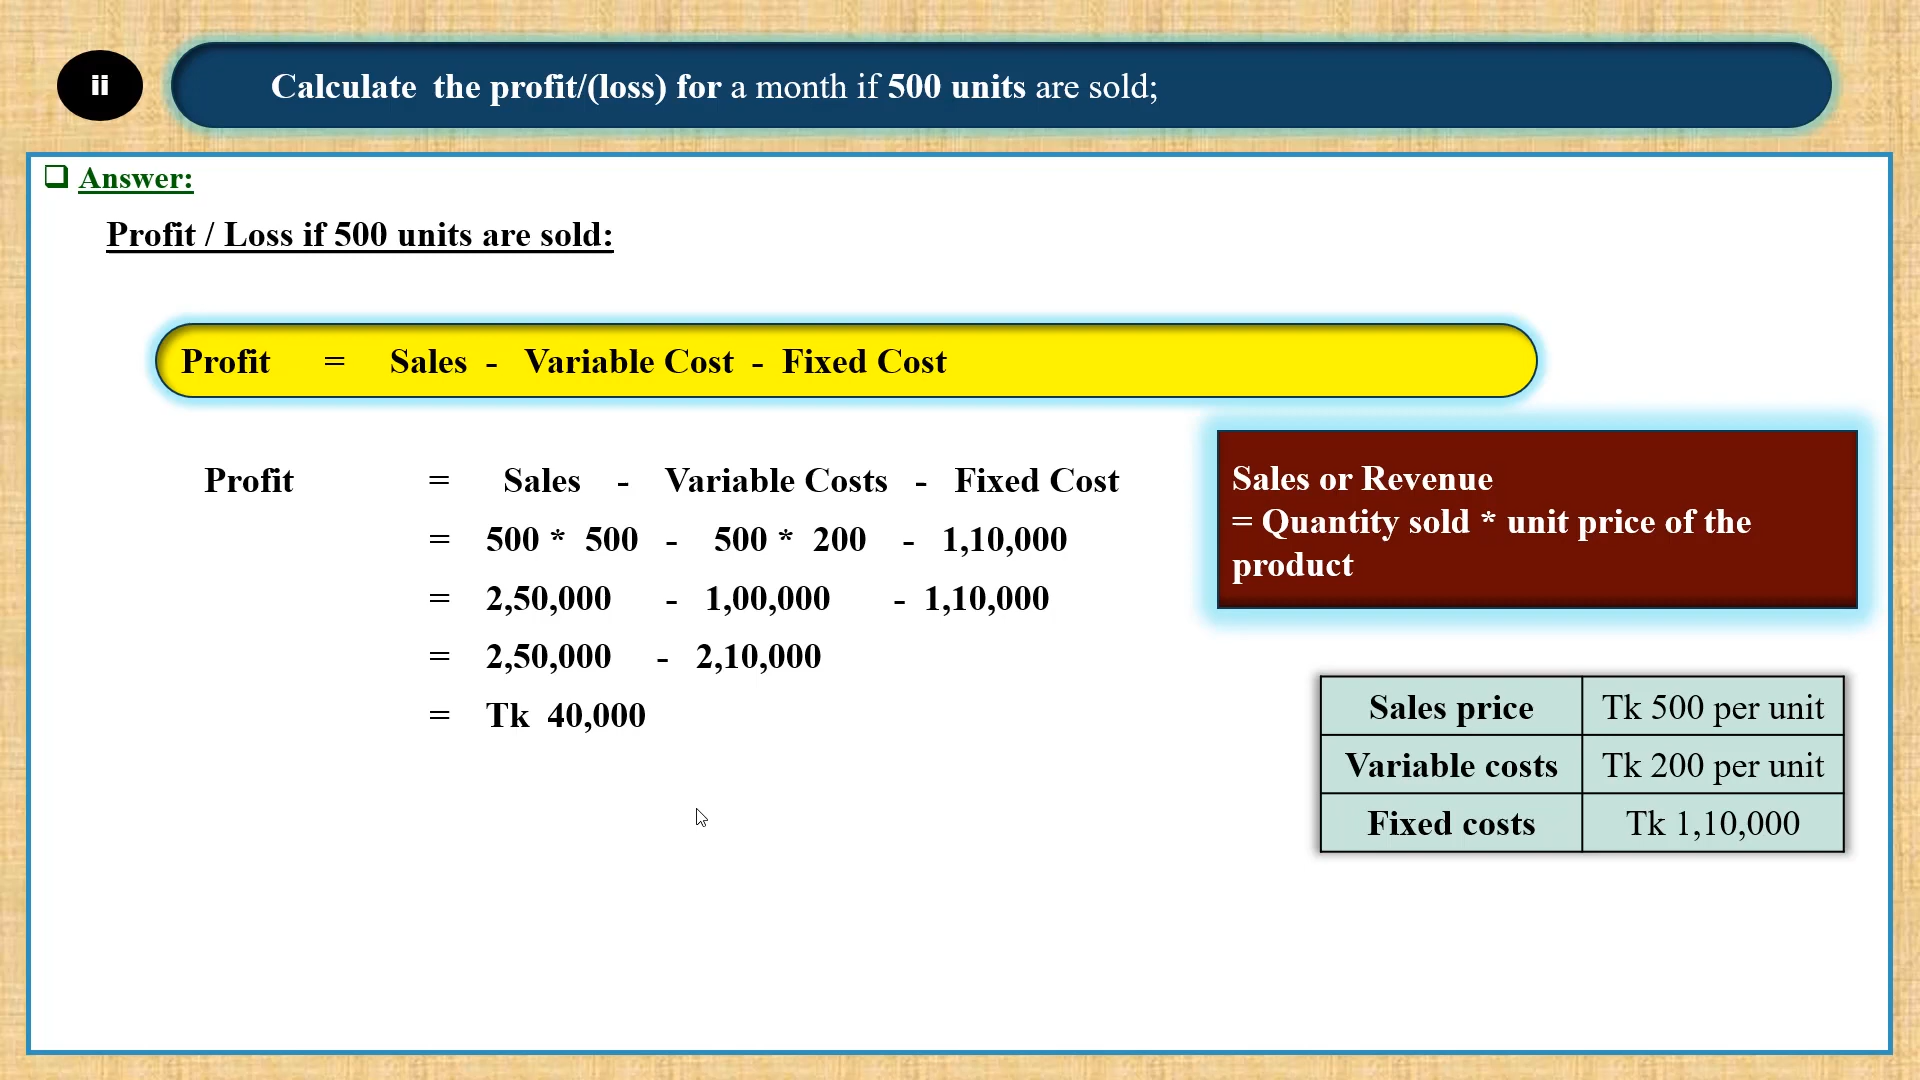 ii
Calculate the profit/(loss) for a month if 500 units are sold;
❑ Answer:
Profit / Loss if 500 units are sold:
Profit = Sales - Variable Cost - Fixed Cost
Profit = Sales - Variable Costs - Fixed Cost
= 500 * 500 - 500 * 200 - 1,10,000
= 2,50,000 - 1,00,000 - 1,10,000
= 2,50,000 - 2,10,000
= Tk 40,000
Sales or Revenue
= Quantity sold * unit price of the
product
Sales price Tk 500 per unit
Variable costs Tk 200 per unit
Fixed costs Tk 1,10,000